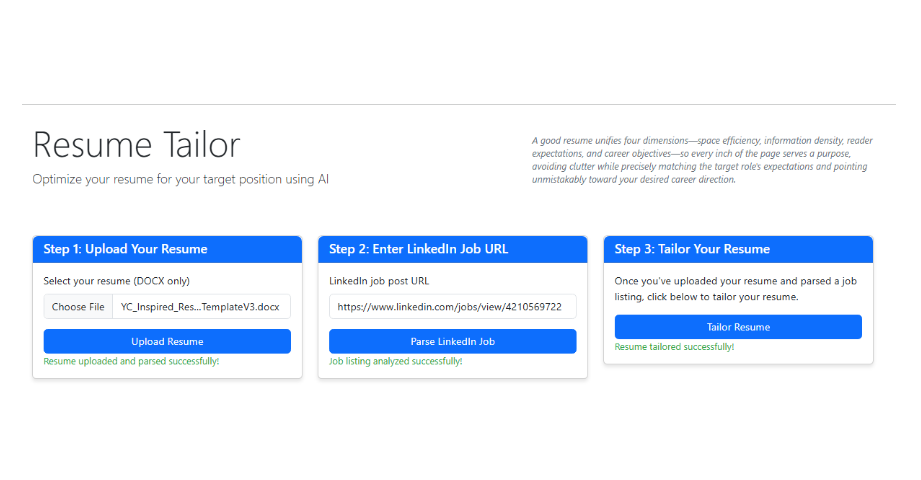 Resume Tailor
Optimize your resume for your target position using AI
A good resume unifies four dimensions—space efficiency, information density, reader
expectations, and career objectives—so every inch of the page serves a purpose,
avoiding clutter while precisely matching the target role's expectations and pointing
unmistakably toward your desired career direction.
Step 1: Upload Your Resume
Select your resume (DOCX only)
Choose File YC_Inspired_Res...TemplateV3.docx
Upload Resume
Resume uploaded and parsed successfully!
Step 2: Enter LinkedIn Job URL
LinkedIn job post URL
https://www.linkedin.com/jobs/view/4210569722
Parse LinkedIn Job
Job listing analyzed successfully!
Step 3: Tailor Your Resume
Once you've uploaded your resume and parsed a job
listing, click below to tailor your resume.
Tailor Resume
Resume tailored successfully!